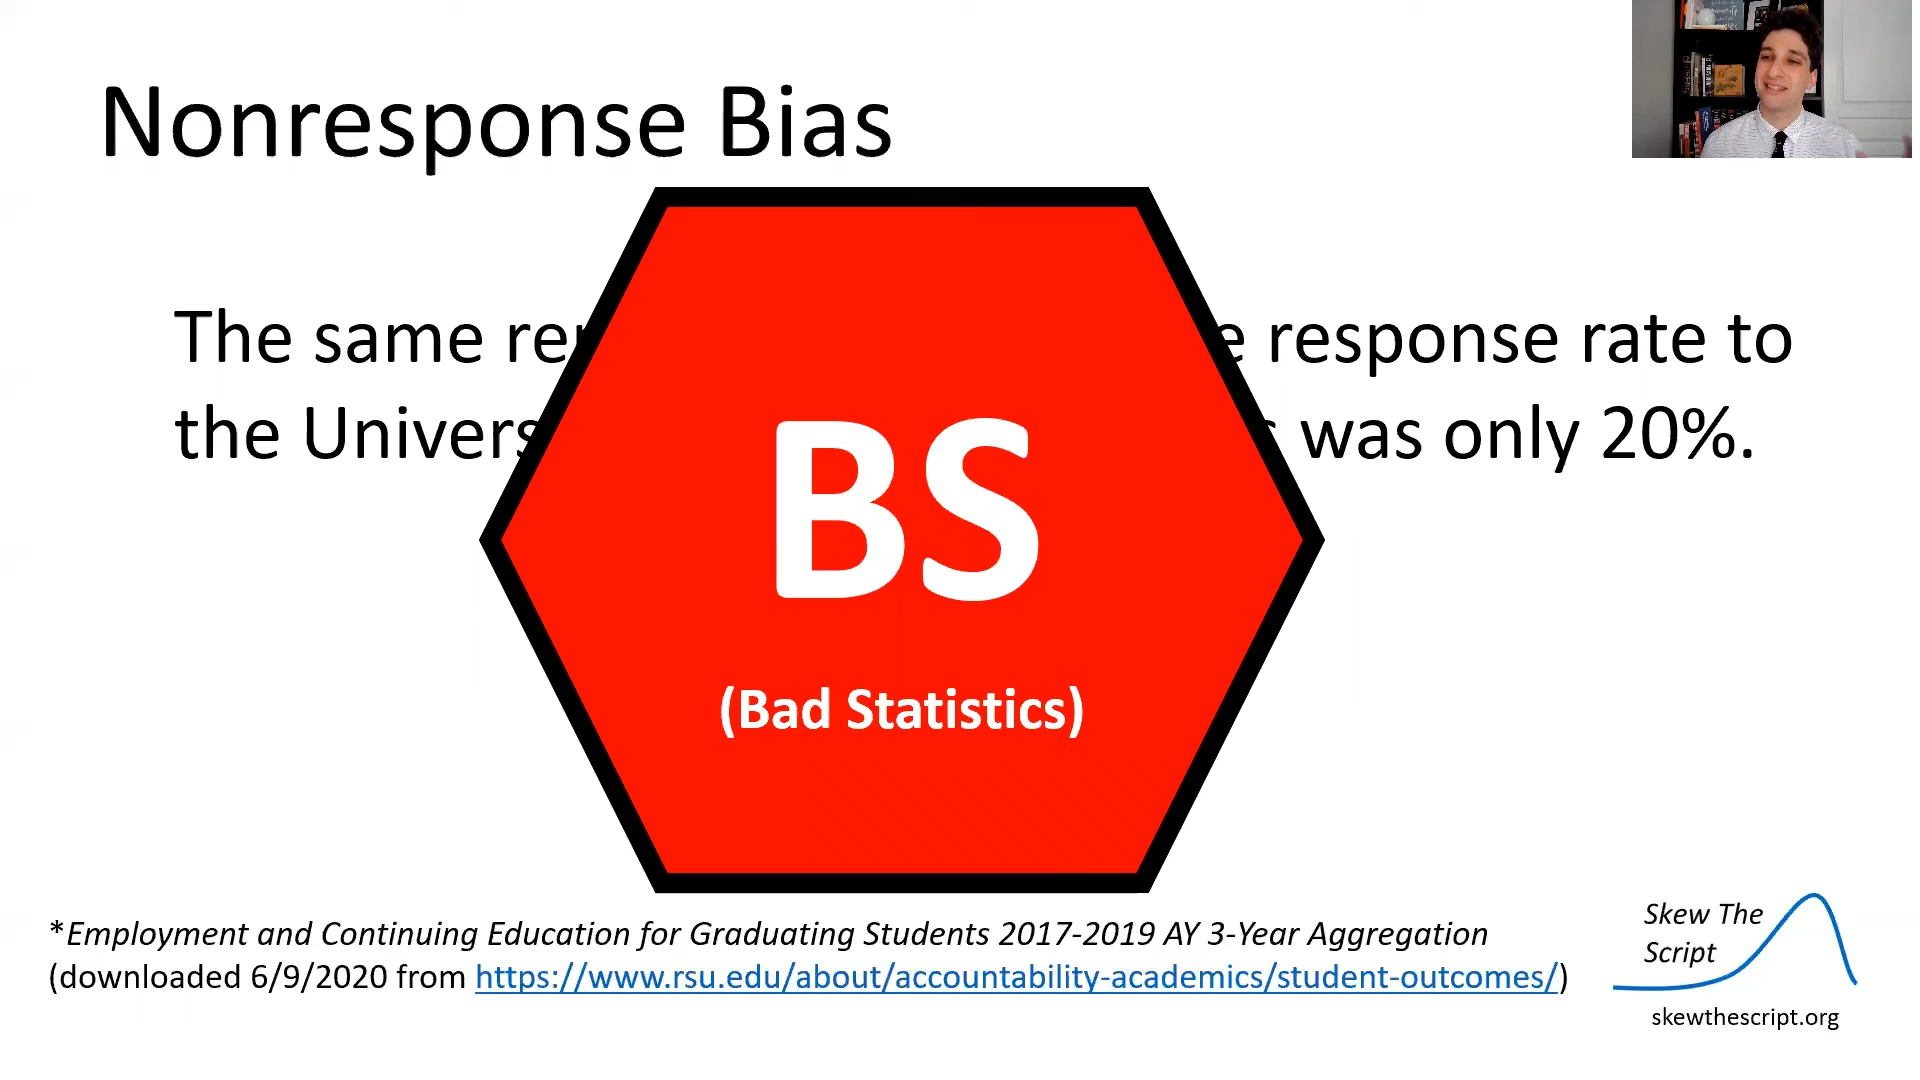 Nonresponse Bias
The same re response rate to
the Univers was only 20%.
BS
(Bad Statistics)
*Employment and Continuing Education for Graduating Students 2017-2019 AY 3-Year Aggregation
(downloaded 6/9/2020 from https://www.rsu.edu/about/accountability-academics/student-outcomes/)
Skew The
Script
skewthescript.org